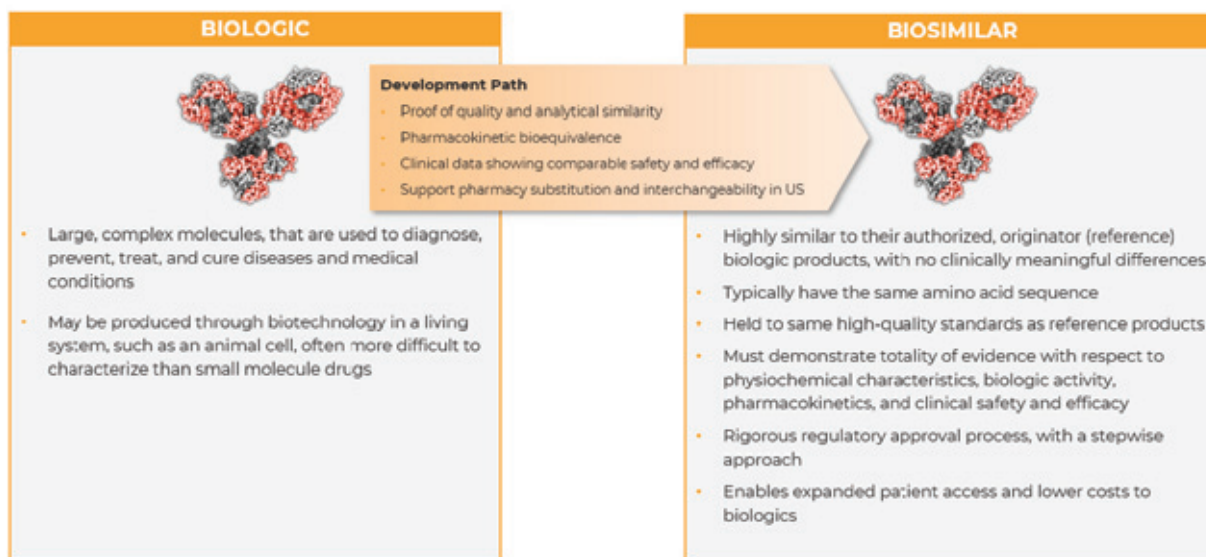 BIOLOGIC
Development Path
• Proof of quality and analytical similarity
• Pharmacokinetic bioequivalence
• Clinical data showing comparable safety and efficacy
• Support pharmacy substitution and interchangeability in US
• Large, complex molecules, that are used to diagnose,
prevent, treat, and cure diseases and medical
conditions
• May be produced through biotechnology in a living
system, such as an animal cell, often more difficult to
characterize than small molecule drugs
BIOSIMILAR
• Highly similar to their authorized, originator (reference)
biologic products, with no clinically meaningful differences
• Typically have the same amino acid sequence
• Held to same high-quality standards as reference products
• Must demonstrate totality of evidence with respect to
physiochemical characteristics, biologic activity,
pharmacokinetics, and clinical safety and efficacy
• Rigorous regulatory approval process, with a stepwise
approach
• Enables expanded patient access and lower costs to
biologics